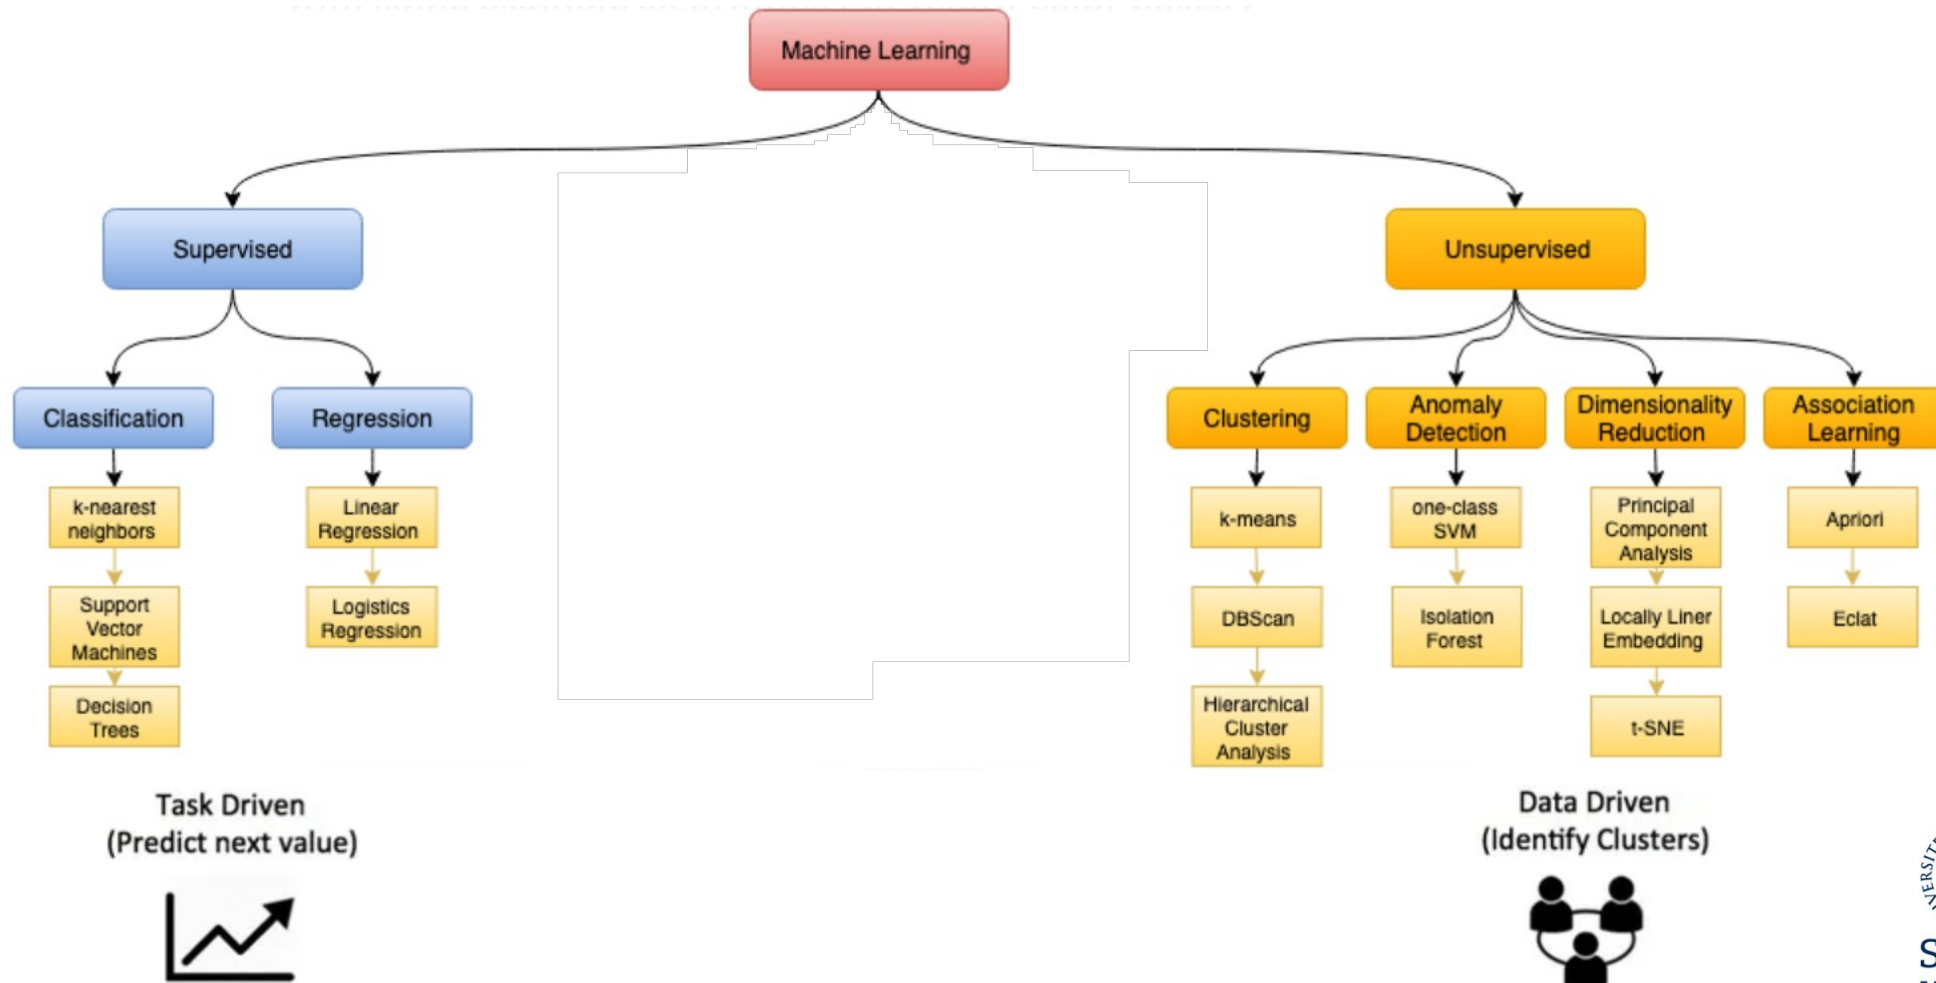 Machine Learning
Supervised
Unsupervised
Classification
Regression
Clustering
Anomaly
Detection
Dimensionality
Reduction
Association
Learning
k-nearest
neighbors
Support
Vector
Machines
Decision
Trees
Linear
Regression
Logistics
Regression
k-means
DBScan
Hierarchical
Cluster
Analysis
one-class
SVM
Isolation
Forest
Principal
Component
Analysis
Locally Liner
Embedding
t-SNE
Apriori
Eclat
Task Driven
(Predict next value)
Data Driven
(Identify Clusters)